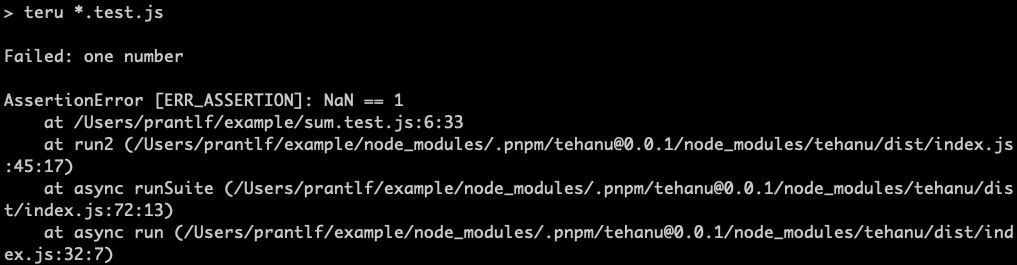 > teru *.test.js
Failed: one number
AssertionError [ERR_ASSERTION]: NaN == 1
    at /Users/prantlf/example/sum.test.js:6:33
    at run2 (/Users/prantlf/example/node_modules/.pnpm/tehanu@0.0.1/node_modules/tehanu/dist/index.js
:45:17)
    at async runSuite (/Users/prantlf/example/node_modules/.pnpm/tehanu@0.0.1/node_modules/tehanu/dis
t/index.js:72:13)
    at async run (/Users/prantlf/example/node_modules/.pnpm/tehanu@0.0.1/node_modules/tehanu/dist/ind
ex.js:32:7)